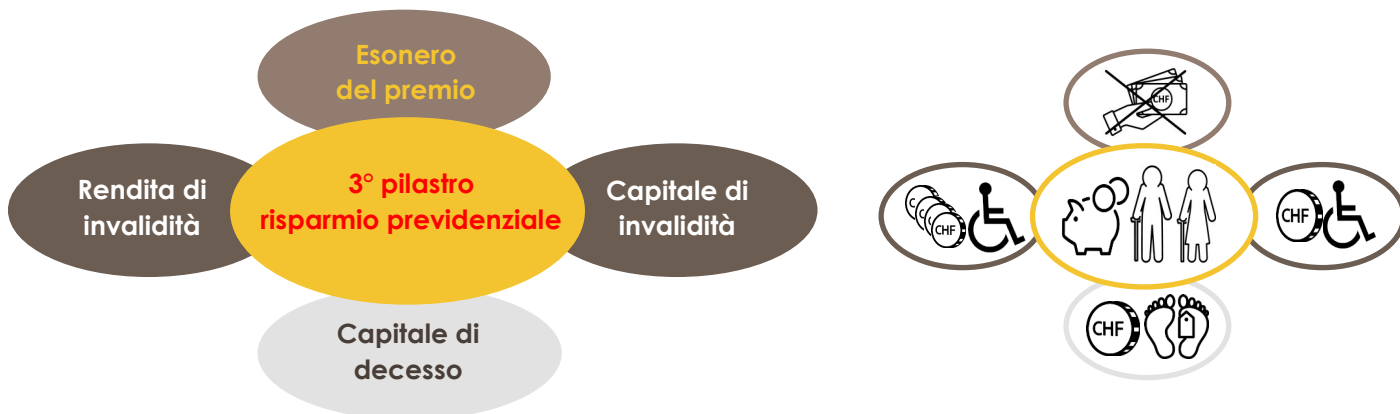 Esonero
del premio
Rendita di
invalidità
3° pilastro
risparmio previdenziale
Capitale di
invalidità
Capitale di
decesso
CHF
CHF
CHF
CHF